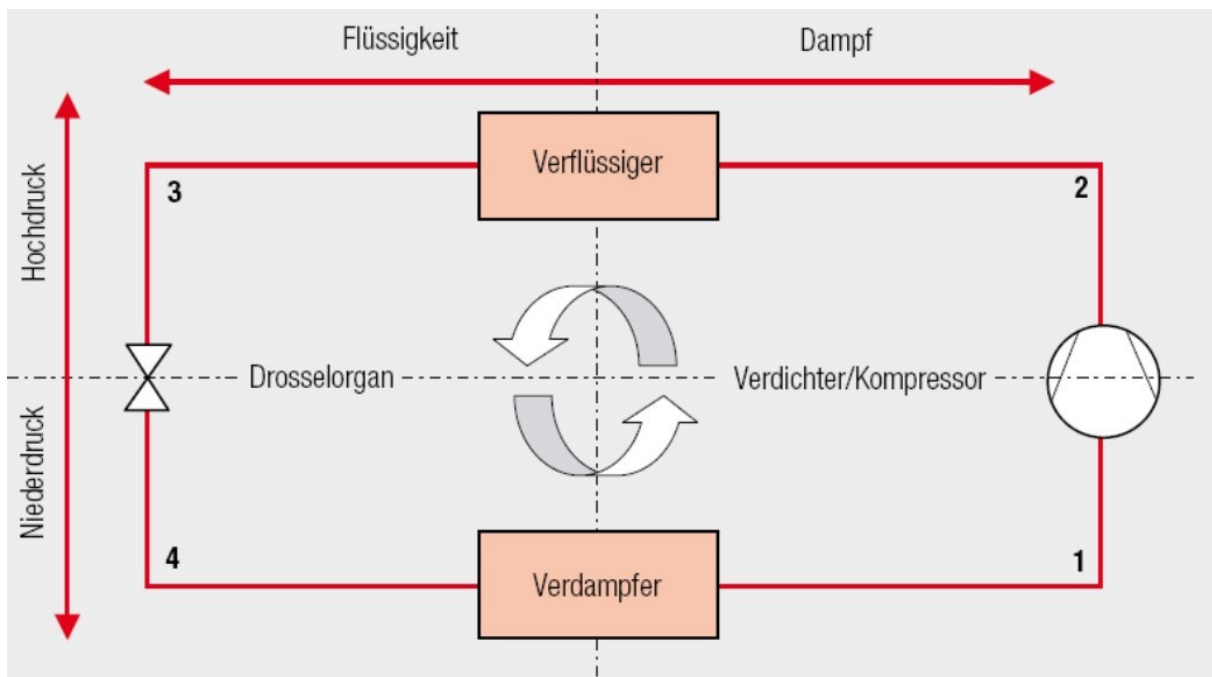 Flüssigkeit
Dampf
Hochdruck
Verflüssiger
3
2
Drosselorgan
Verdichter/Kompressor
Niederdruck
4
1
Verdampfer